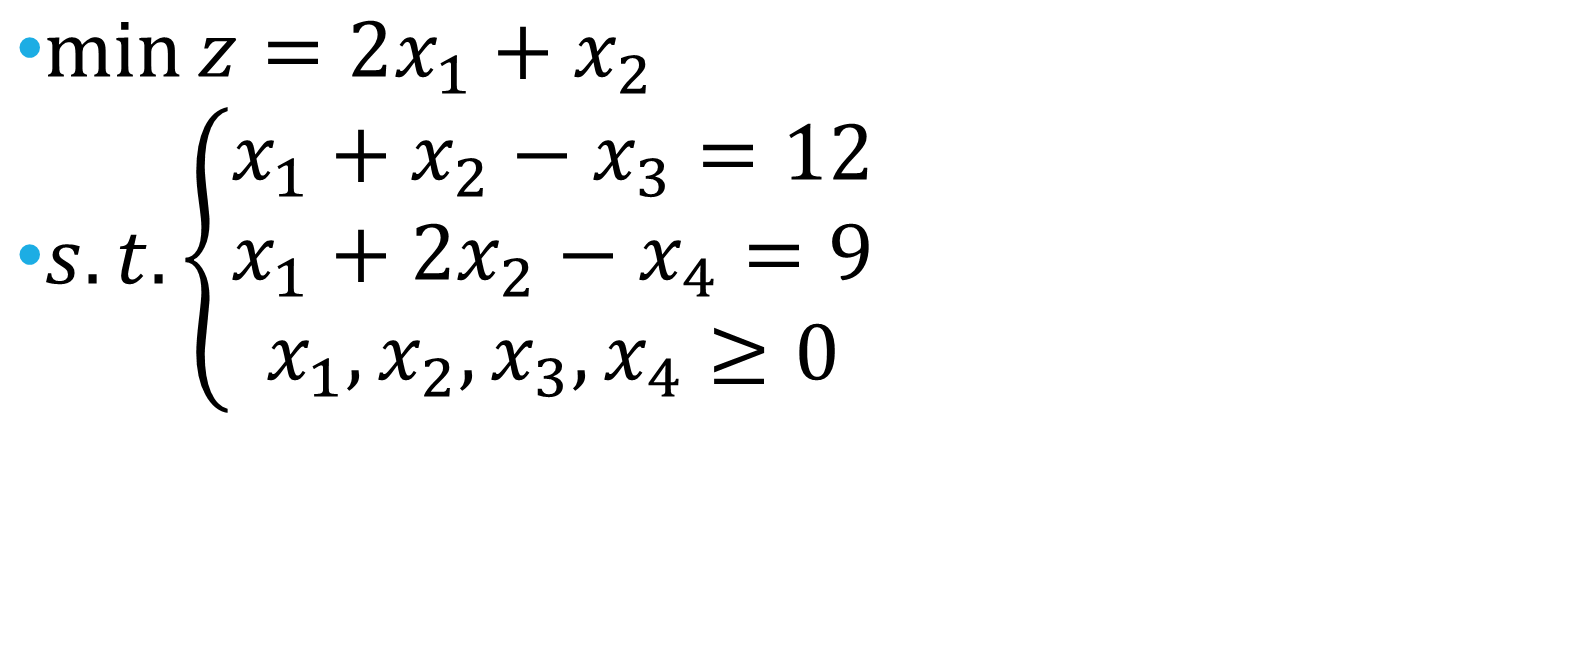 •min z = 2x₁ + x₂
•s.t. { x₁ + x₂ − x₃ = 12
x₁ + 2x₂ − x₄ = 9
x₁, x₂, x₃, x₄ ≥ 0